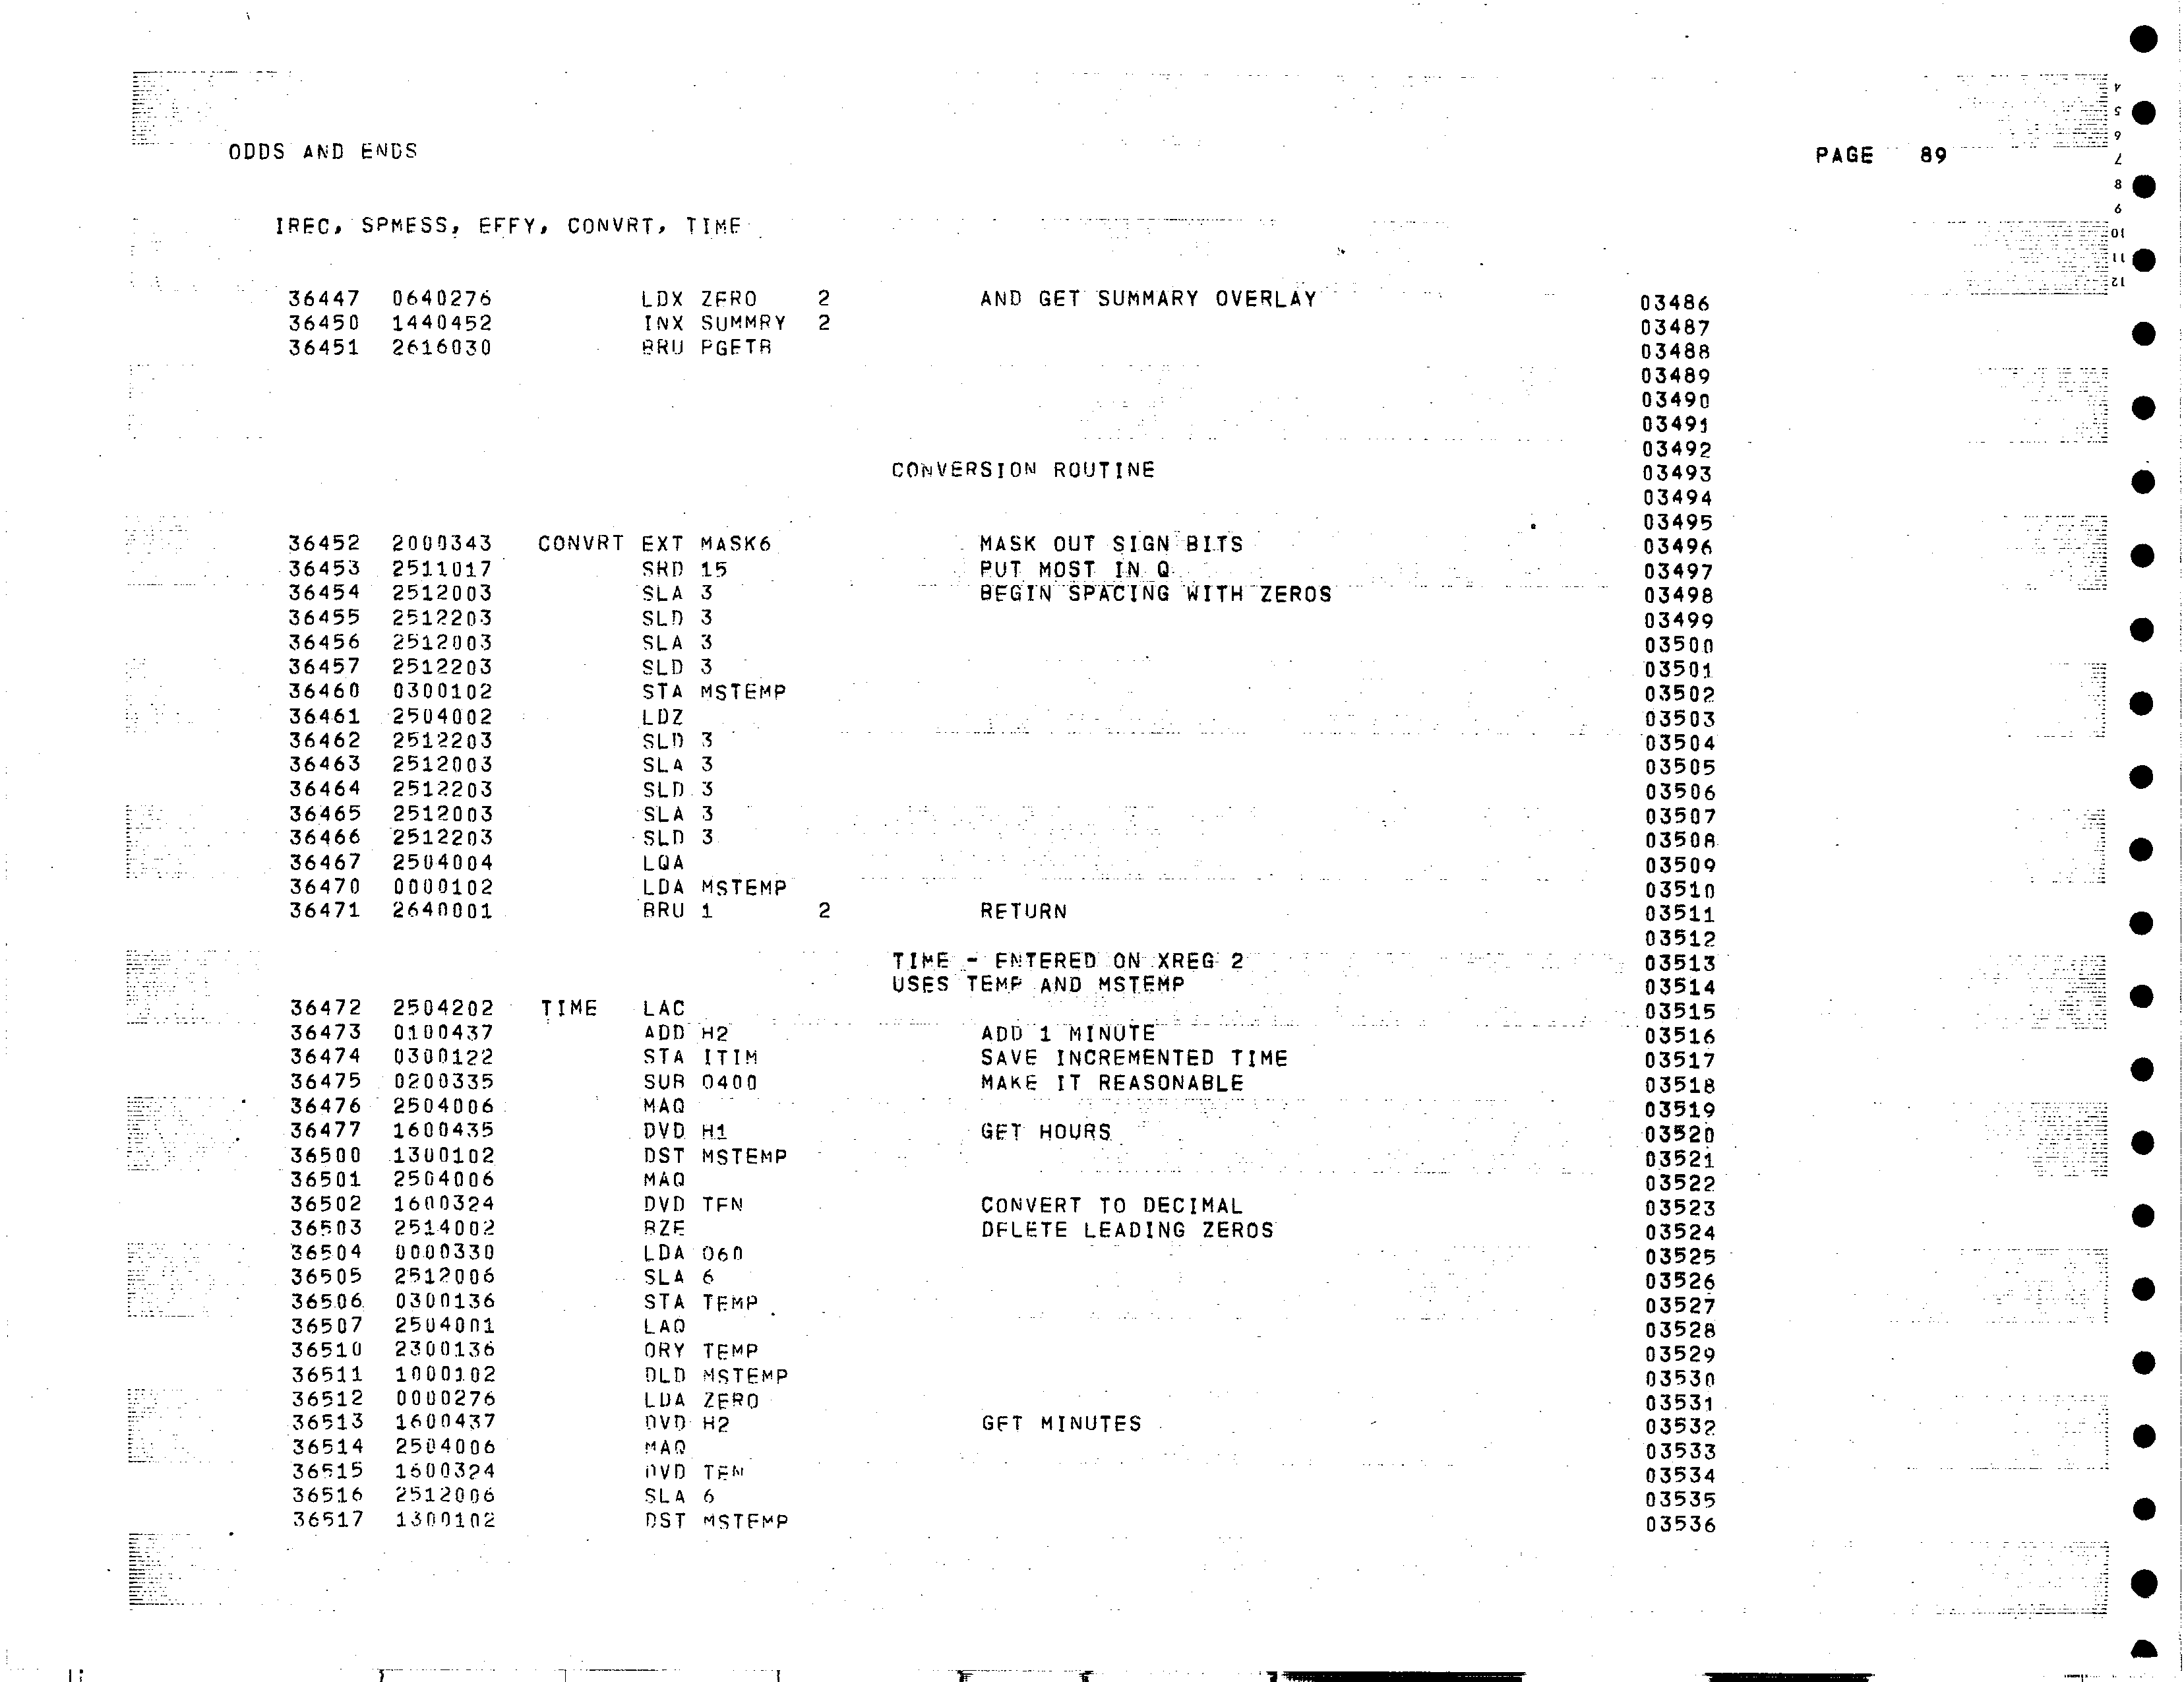 ODDS AND ENDS PAGE 89
IREC, SPMESS, EFFY, CONVRT, TIME
36447 0640276 LDX ZERO 2 AND GET SUMMARY OVERLAY 03486
36450 1440452 INX SUMMRY 2 03487
36451 2616030 BRU PGETB 03488
03489
03490
03491
03492
CONVERSION ROUTINE 03493
03494
03495
36452 2000343 CONVRT EXT MASK6 MASK OUT SIGN BITS 03496
36453 2511017 SRD 15 PUT MOST IN Q 03497
36454 2512003 SLA 3 BEGIN SPACING WITH ZEROS 03498
36455 2512203 SLD 3 03499
36456 2512003 SLA 3 03500
36457 2512203 SLD 3 03501
36460 0300102 STA MSTEMP 03502
36461 2504002 LDZ 03503
36462 2512203 SLD 3 03504
36463 2512003 SLA 3 03505
36464 2512203 SLD 3 03506
36465 2512003 SLA 3 03507
36466 2512203 SLD 3 03508
36467 2504004 LQA 03509
36470 0000102 LDA MSTEMP 03510
36471 2640001 BRU 1 2 RETURN 03511
03512
TIME - ENTERED ON XREG 2 03513
USES TEMP AND MSTEMP 03514
36472 2504202 TIME LAC 03515
36473 0100437 ADD H2 ADD 1 MINUTE 03516
36474 0300122 STA ITIM SAVE INCREMENTED TIME 03517
36475 0200335 SUB O400 MAKE IT REASONABLE 03518
36476 2504006 MAQ 03519
36477 1600435 DVD H1 GET HOURS 03520
36500 1300102 DST MSTEMP 03521
36501 2504006 MAQ 03522
36502 1600324 DVD TEN CONVERT TO DECIMAL 03523
36503 2514002 BZE DELETE LEADING ZEROS 03524
36504 0000330 LDA O60 03525
36505 2512006 SLA 6 03526
36506 0300136 STA TEMP 03527
36507 2504001 LAQ 03528
36510 2300136 ORY TEMP 03529
36511 1000102 DLD MSTEMP 03530
36512 0000276 LDA ZERO 03531
36513 1600437 DVD H2 GET MINUTES 03532
36514 2504006 MAQ 03533
36515 1600324 DVD TEN 03534
36516 2512006 SLA 6 03535
36517 1300102 DST MSTEMP 03536
4
5
6
7
8
9
10
11
12